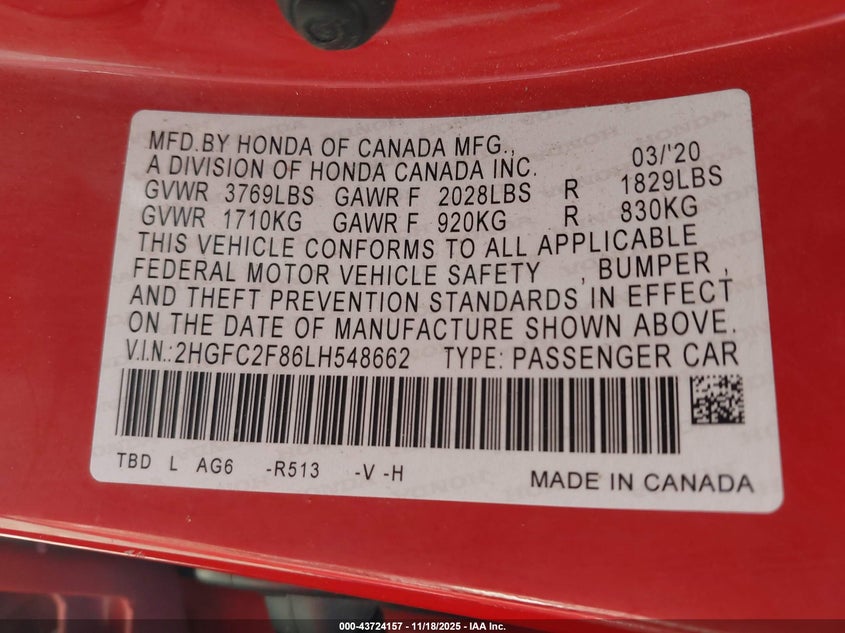 MFD.BY HONDA OF CANADA MFG.,
A DIVISION OF HONDA CANADA INC. 03/'20
GVWR 3769LBS GAWR F 2028LBS R 1829LBS
GVWR 1710KG GAWR F 920KG R 830KG
THIS VEHICLE CONFORMS TO ALL APPLICABLE
FEDERAL MOTOR VEHICLE SAFETY , BUMPER ,
AND THEFT PREVENTION STANDARDS IN EFFECT
ON THE DATE OF MANUFACTURE SHOWN ABOVE.
V.I.N.:2HGFC2F86LH548662 TYPE: PASSENGER CAR
TBD L AG6 -R513 -V -H
MADE IN CANADA
000-43724157 - 11/18/2025 - IAA Inc.